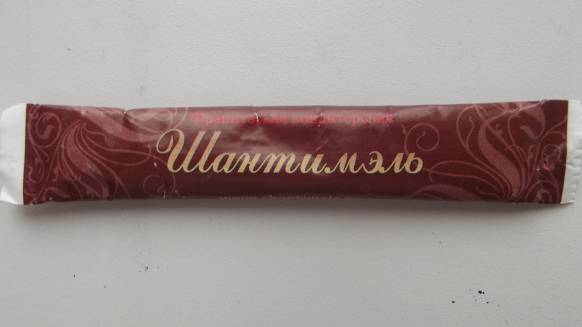 Французская кондитерская
Шантимэль